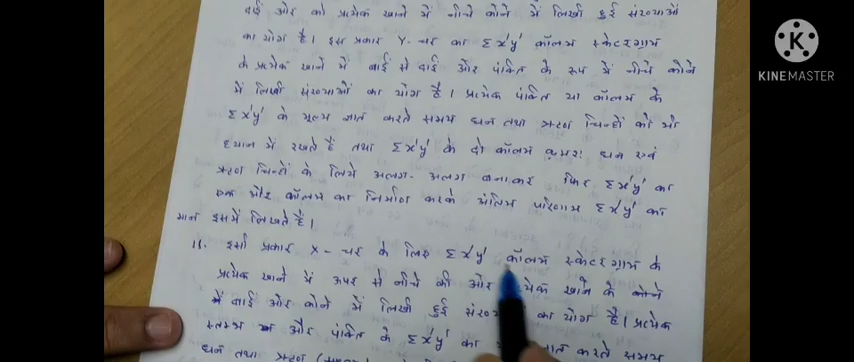 दाईं ओर को प्रत्येक खाने में नीचे कोने में लिखी हुई संख्याओं
का योग है। इस प्रकार Y- चर का Σx'y' कॉलम स्केटरग्राम
के प्रत्येक खाने में बाईं से दाईं ओर पंक्ति के रूप में नीचे कोने
में लिखी संख्याओं का योग है। प्रत्येक पंक्ति या कॉलम के
Σx'y' के मूल्य ज्ञात करते समय धन तथा ऋण चिन्हों को भी
ध्यान में रखते हैं तथा Σx'y' के दो कॉलम क्रमशः धन एवं
ऋण चिन्हों के लिये अलग- अलग बनाकर फिर Σx'y' का
एक और कॉलम का निर्माण करके अंतिम परिणाम Σx'y' का
मान इसमें लिखते हैं।
इसी प्रकार X- चर के लिए Σx'y' कॉलम स्केटरग्राम के
प्रत्येक खाने में ऊपर से नीचे की ओर खाने के कोने
में बाईं ओर कोने में लिखी हुई का योग है। प्रत्येक
स्तम्भ और पंक्ति के Σx'y' का करते समय
धन तथा ऋण
KINEMASTER